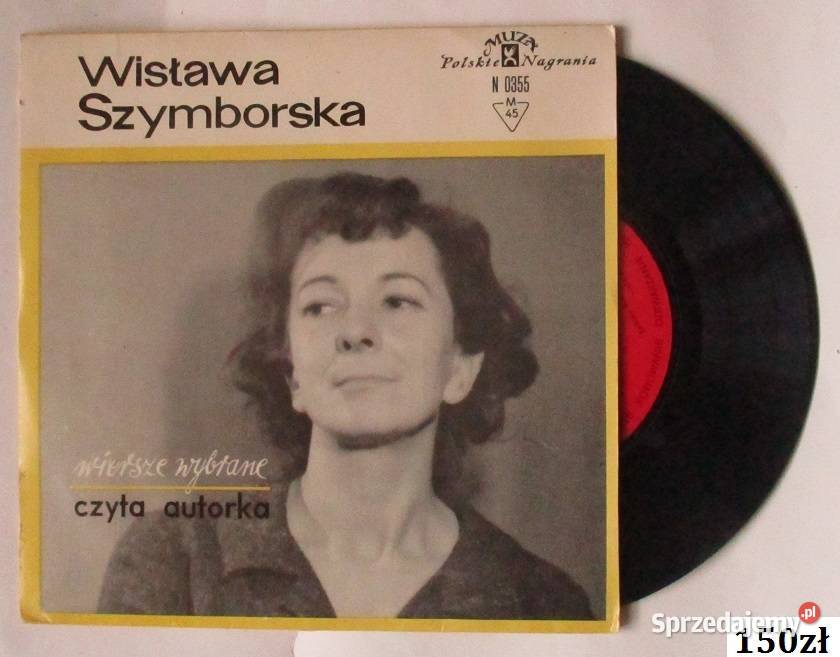 Wisława
Szymborska
MUZA
Polskie Nagrania
N 0355
M
45
wiersze wybrane
czyta autorka
Sprzedajemy.pl
150zł